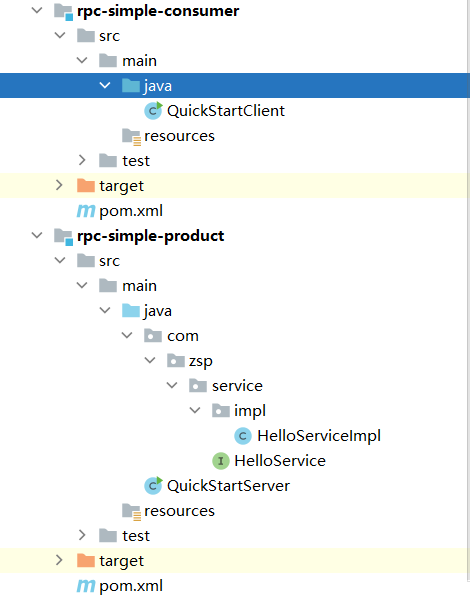 rpc-simple-consumer
src
main
java
QuickStartClient
resources
test
target
pom.xml
rpc-simple-product
src
main
java
com
zsp
service
impl
HelloServiceImpl
HelloService
QuickStartServer
resources
test
target
pom.xml